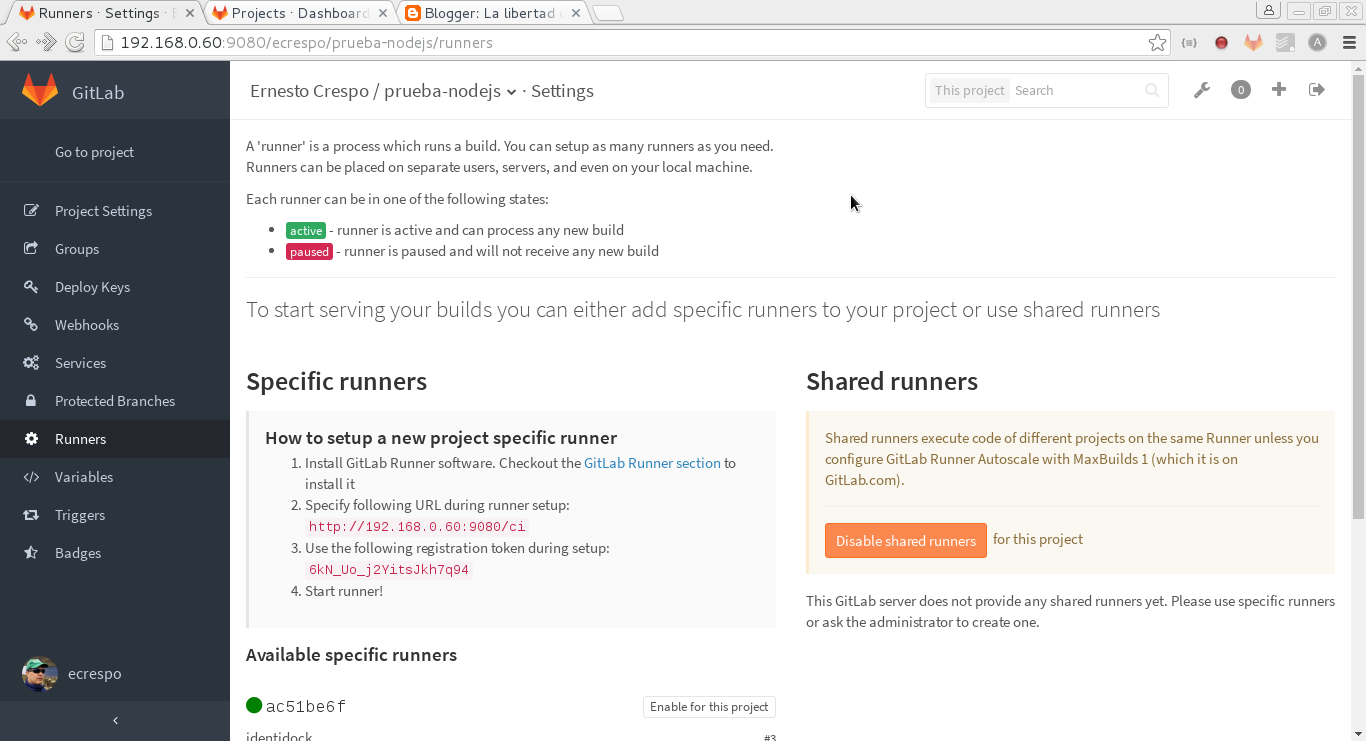 Runners · Settings ·
Projects · Dashboard
Blogger: La libertad
192.168.0.60:9080/ecrespo/prueba-nodejs/runners
GitLab
Ernesto Crespo / prueba-nodejs · Settings
This project
Search
0
Go to project
Project Settings
Groups
Deploy Keys
Webhooks
Services
Protected Branches
Runners
Variables
Triggers
Badges
ecrespo
A 'runner' is a process which runs a build. You can setup as many runners as you need.
Runners can be placed on separate users, servers, and even on your local machine.
Each runner can be in one of the following states:
active - runner is active and can process any new build
paused - runner is paused and will not receive any new build
To start serving your builds you can either add specific runners to your project or use shared runners
Specific runners
How to setup a new project specific runner
1. Install GitLab Runner software. Checkout the GitLab Runner section to
install it
2. Specify following URL during runner setup:
http://192.168.0.60:9080/ci
3. Use the following registration token during setup:
6kN_Uo_j2YitsJkh7q94
4. Start runner!
Available specific runners
ac51be6f
Enable for this project
identidock
#3
Shared runners
Shared runners execute code of different projects on the same Runner unless you
configure GitLab Runner Autoscale with MaxBuilds 1 (which it is on
GitLab.com).
Disable shared runners for this project
This GitLab server does not provide any shared runners yet. Please use specific runners
or ask the administrator to create one.